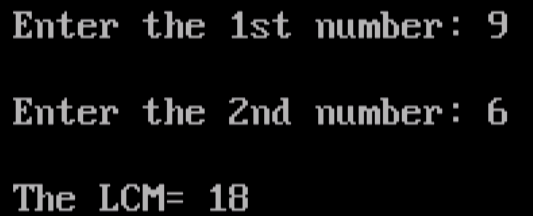 Enter the 1st number: 9
Enter the 2nd number: 6
The LCM= 18